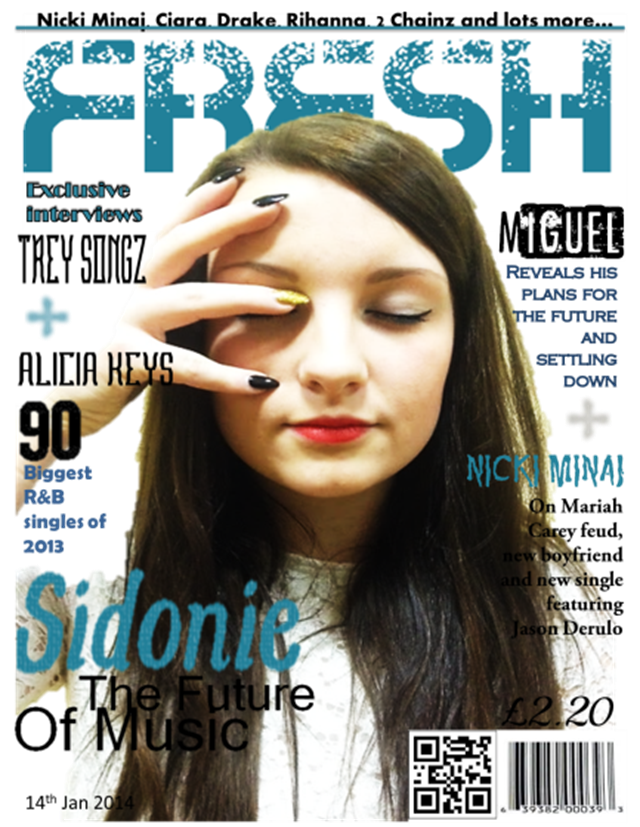 Nicki Minaj, Ciara, Drake, Rihanna, 2 Chainz and lots more...
FRESH
Exclusive
interviews
TREY SONGZ
+
ALICIA KEYS
90
Biggest
R&B
singles of
2013
Sidonie
The Future
Of Music
14th Jan 2014
MIGUEL
REVEALS HIS
PLANS FOR
THE FUTURE
AND
SETTLING
DOWN
+
NICKI MINAJ
On Mariah
Carey feud,
new boyfriend
and new single
featuring
Jason Derulo
£2.20
6 39382 00039 3